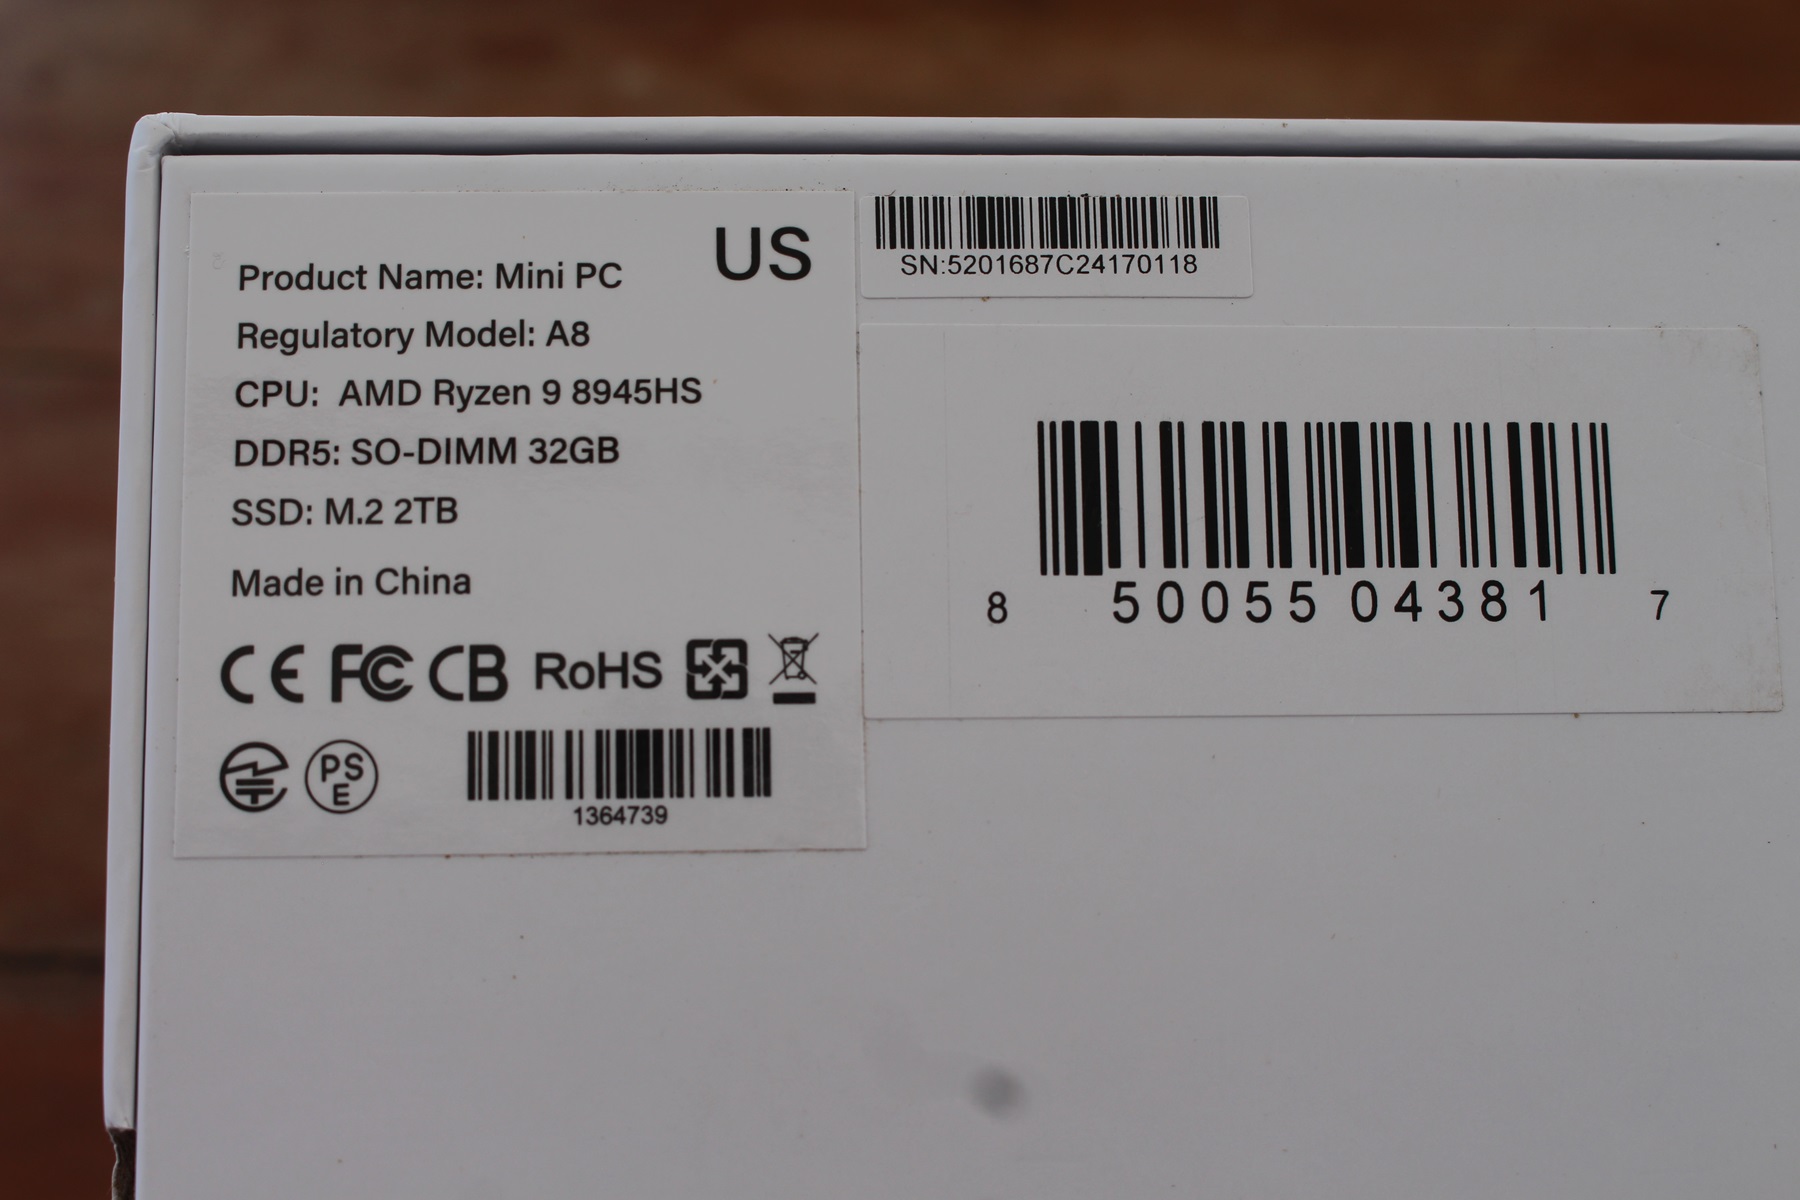 US
Product Name: Mini PC
Regulatory Model: A8
CPU: AMD Ryzen 9 8945HS
DDR5: SO-DIMM 32GB
SSD: M.2 2TB
Made in China
CE FC CB RoHS
PS
E
1364739
SN:5201687C24170118
8 50055 04381 7